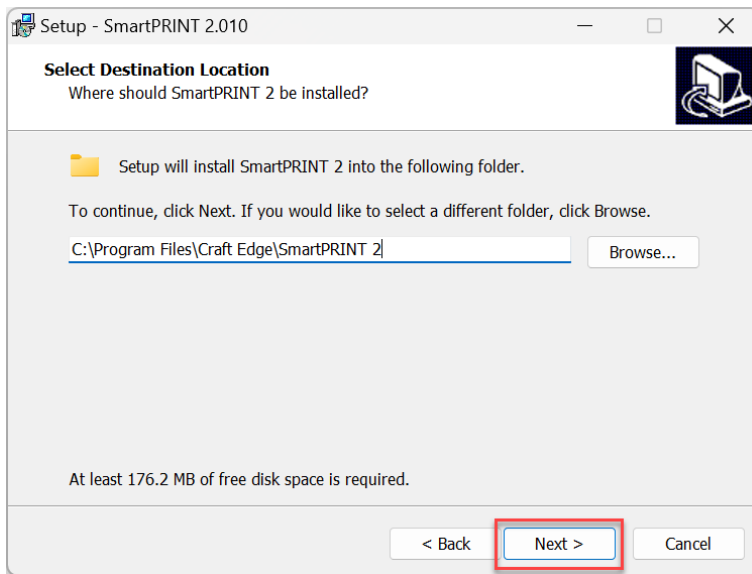 Setup - SmartPRINT 2.010
Select Destination Location
Where should SmartPRINT 2 be installed?
Setup will install SmartPRINT 2 into the following folder.
To continue, click Next. If you would like to select a different folder, click Browse.
C:\Program Files\Craft Edge\SmartPRINT 2
Browse...
At least 176.2 MB of free disk space is required.
< Back
Next >
Cancel